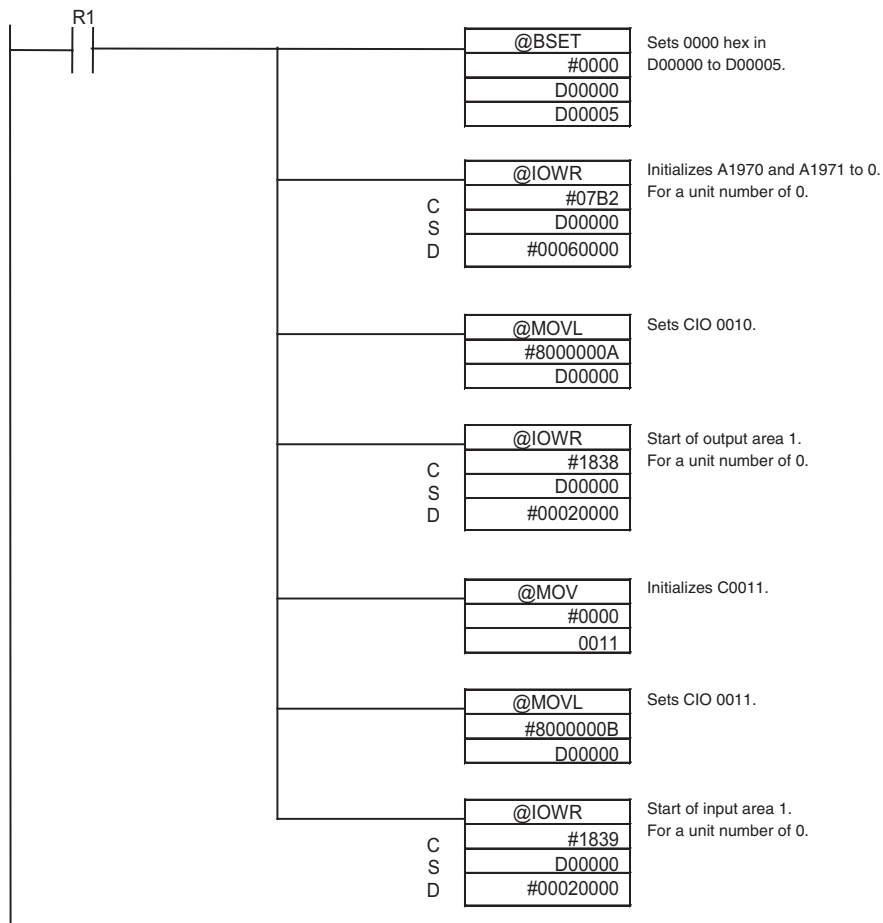 R1
@BSET
#0000
D00000
D00005
Sets 0000 hex in
D00000 to D00005.
@IOWR
C #07B2
S D00000
D #00060000
Initializes A1970 and A1971 to 0.
For a unit number of 0.
@MOVL
#8000000A
D00000
Sets CIO 0010.
@IOWR
C #1838
S D00000
D #00020000
Start of output area 1.
For a unit number of 0.
@MOV
#0000
0011
Initializes C0011.
@MOVL
#8000000B
D00000
Sets CIO 0011.
@IOWR
C #1839
S D00000
D #00020000
Start of input area 1.
For a unit number of 0.